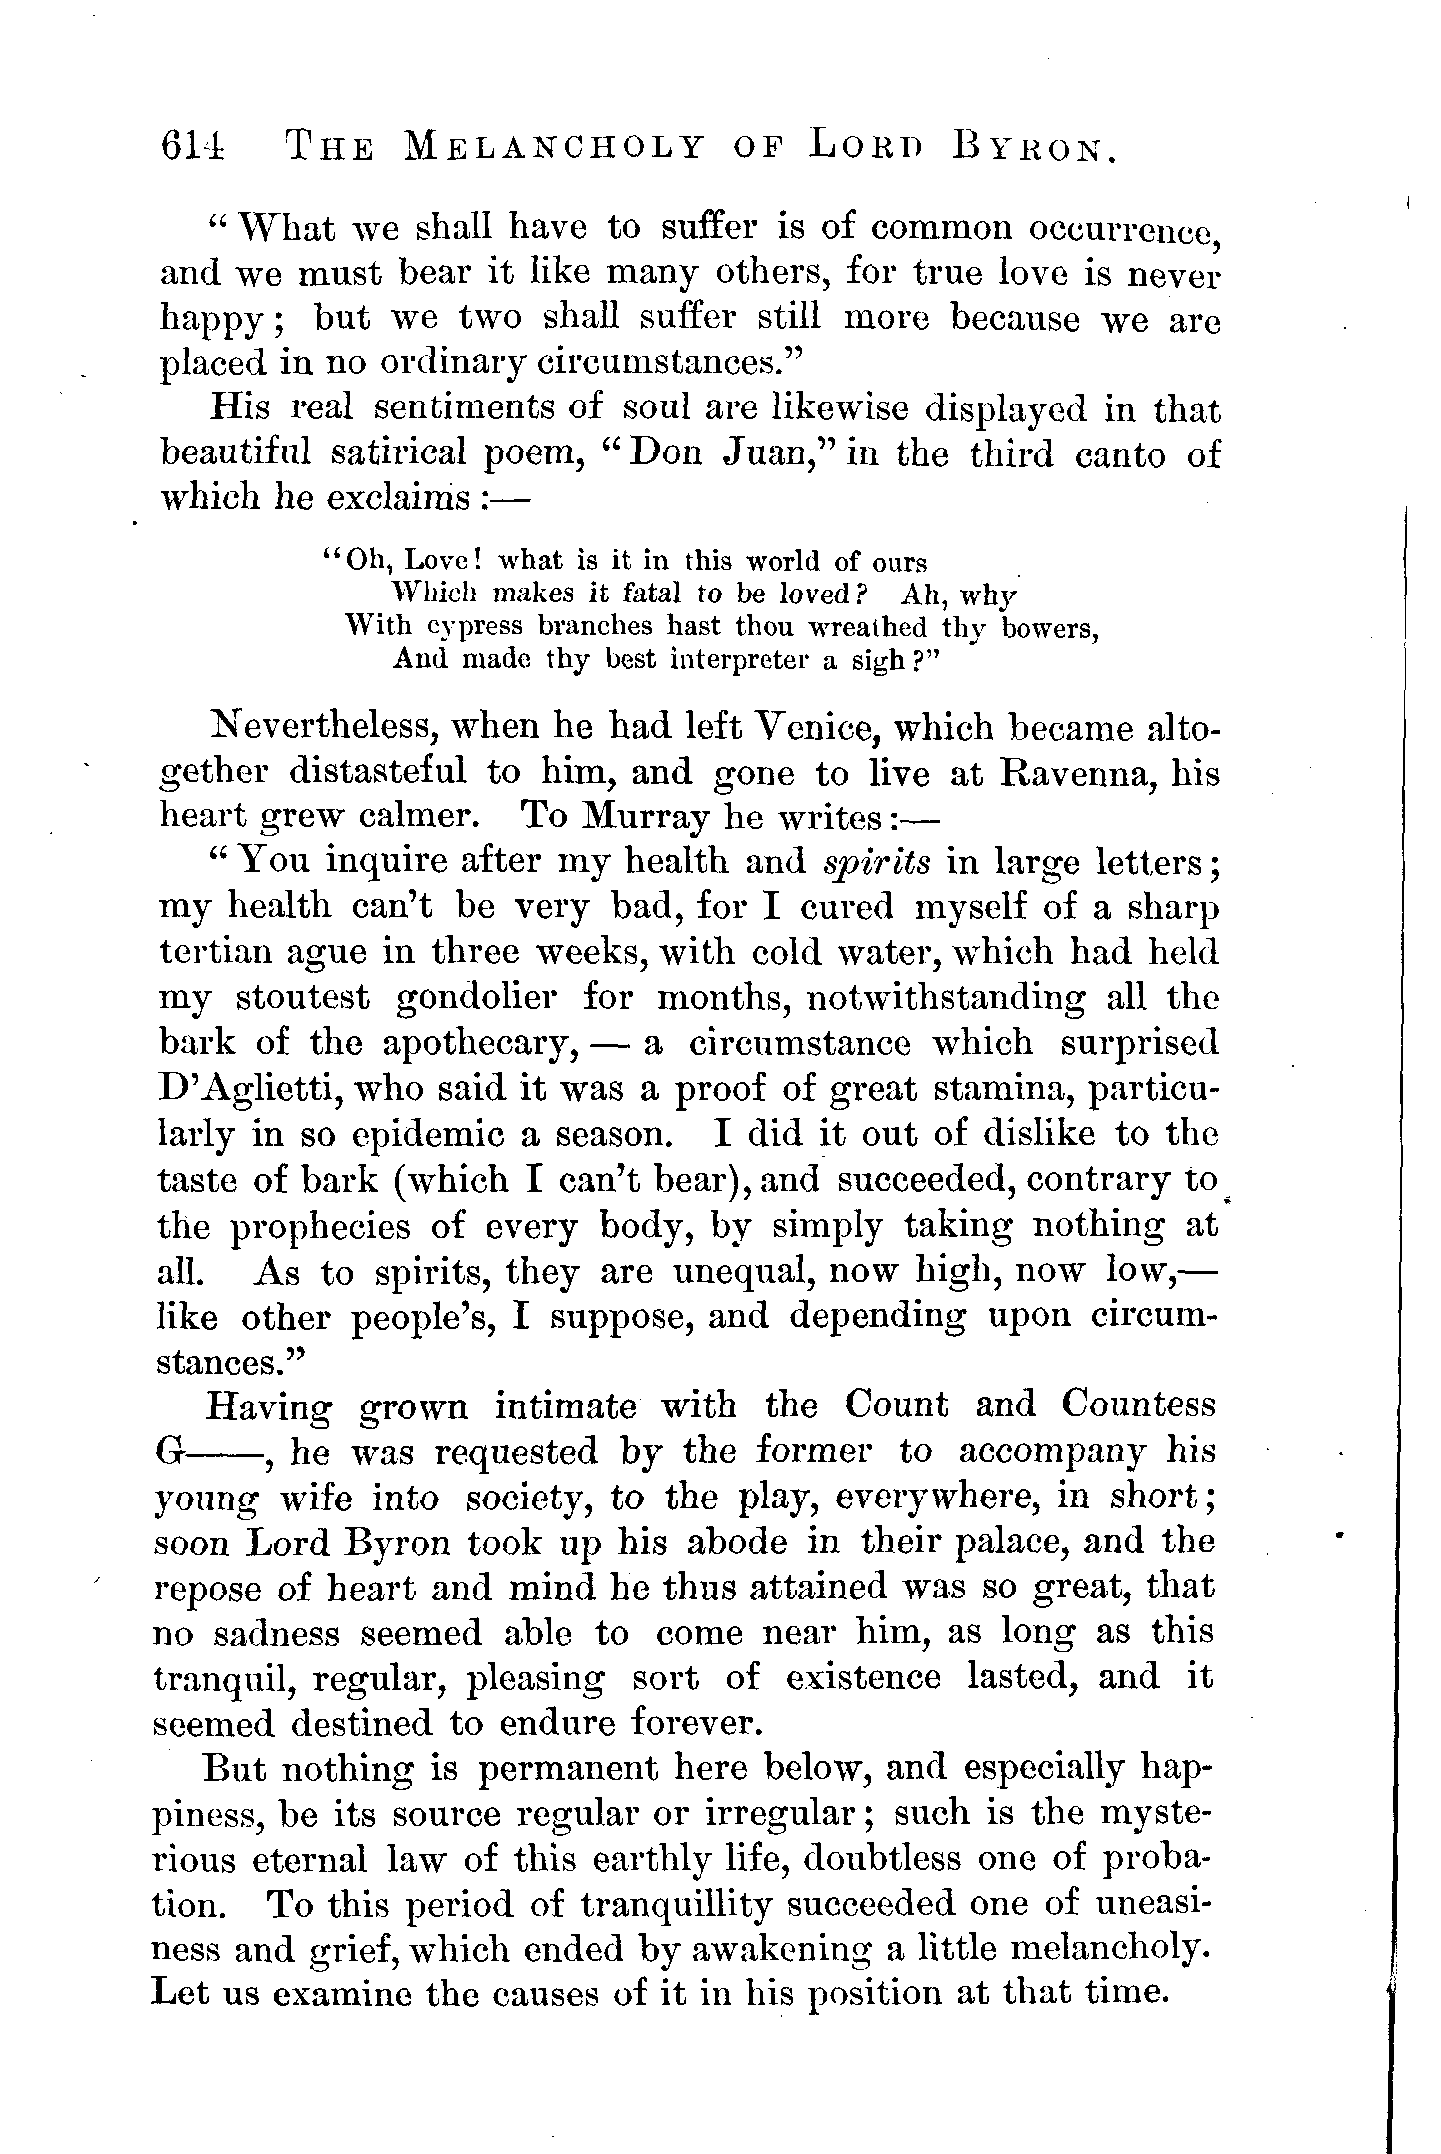 614 THE MELANCHOLY OF LORD BYRON.
“ What we shall have to suffer is of common occurrence,
and we must bear it like many others, for true love is never
happy ; but we two shall suffer still more because we are
placed in no ordinary circumstances.”
His real sentiments of soul are likewise displayed in that
beautiful satirical poem, “ Don Juan,” in the third canto of
which he exclaims :—
“Oh, Love! what is it in this world of ours
Which makes it fatal to be loved? Ah, why
With cypress branches hast thou wreathed thy bowers,
And made thy best interpreter a sigh ?”
Nevertheless, when he had left Venice, which became alto-
gether distasteful to him, and gone to live at Ravenna, his
heart grew calmer. To Murray he writes :—
“ You inquire after my health and spirits in large letters ;
my health can’t be very bad, for I cured myself of a sharp
tertian ague in three weeks, with cold water, which had held
my stoutest gondolier for months, notwithstanding all the
bark of the apothecary, — a circumstance which surprised
D’Aglietti, who said it was a proof of great stamina, particu-
larly in so epidemic a season. I did it out of dislike to the
taste of bark (which I can’t bear), and succeeded, contrary to
the prophecies of every body, by simply taking nothing at
all. As to spirits, they are unequal, now high, now low,—
like other people’s, I suppose, and depending upon circum-
stances.”
Having grown intimate with the Count and Countess
G——, he was requested by the former to accompany his
young wife into society, to the play, everywhere, in short ;
soon Lord Byron took up his abode in their palace, and the
repose of heart and mind he thus attained was so great, that
no sadness seemed able to come near him, as long as this
tranquil, regular, pleasing sort of existence lasted, and it
seemed destined to endure forever.
But nothing is permanent here below, and especially hap-
piness, be its source regular or irregular ; such is the myste-
rious eternal law of this earthly life, doubtless one of proba-
tion. To this period of tranquillity succeeded one of uneasi-
ness and grief, which ended by awakening a little melancholy.
Let us examine the causes of it in his position at that time.